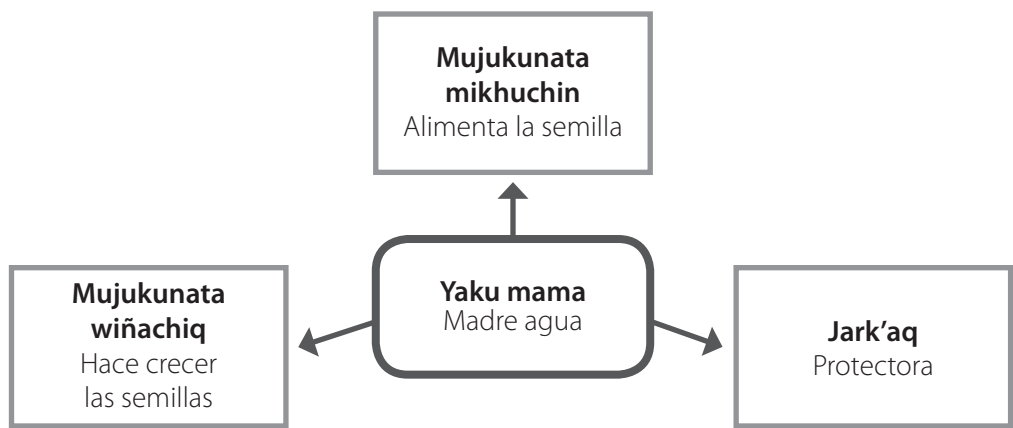 Mujukunata
mikhuchin
Alimenta la semilla
Mujukunata
wiñachiq
Hace crecer
las semillas
Yaku mama
Madre agua
Jark’aq
Protectora